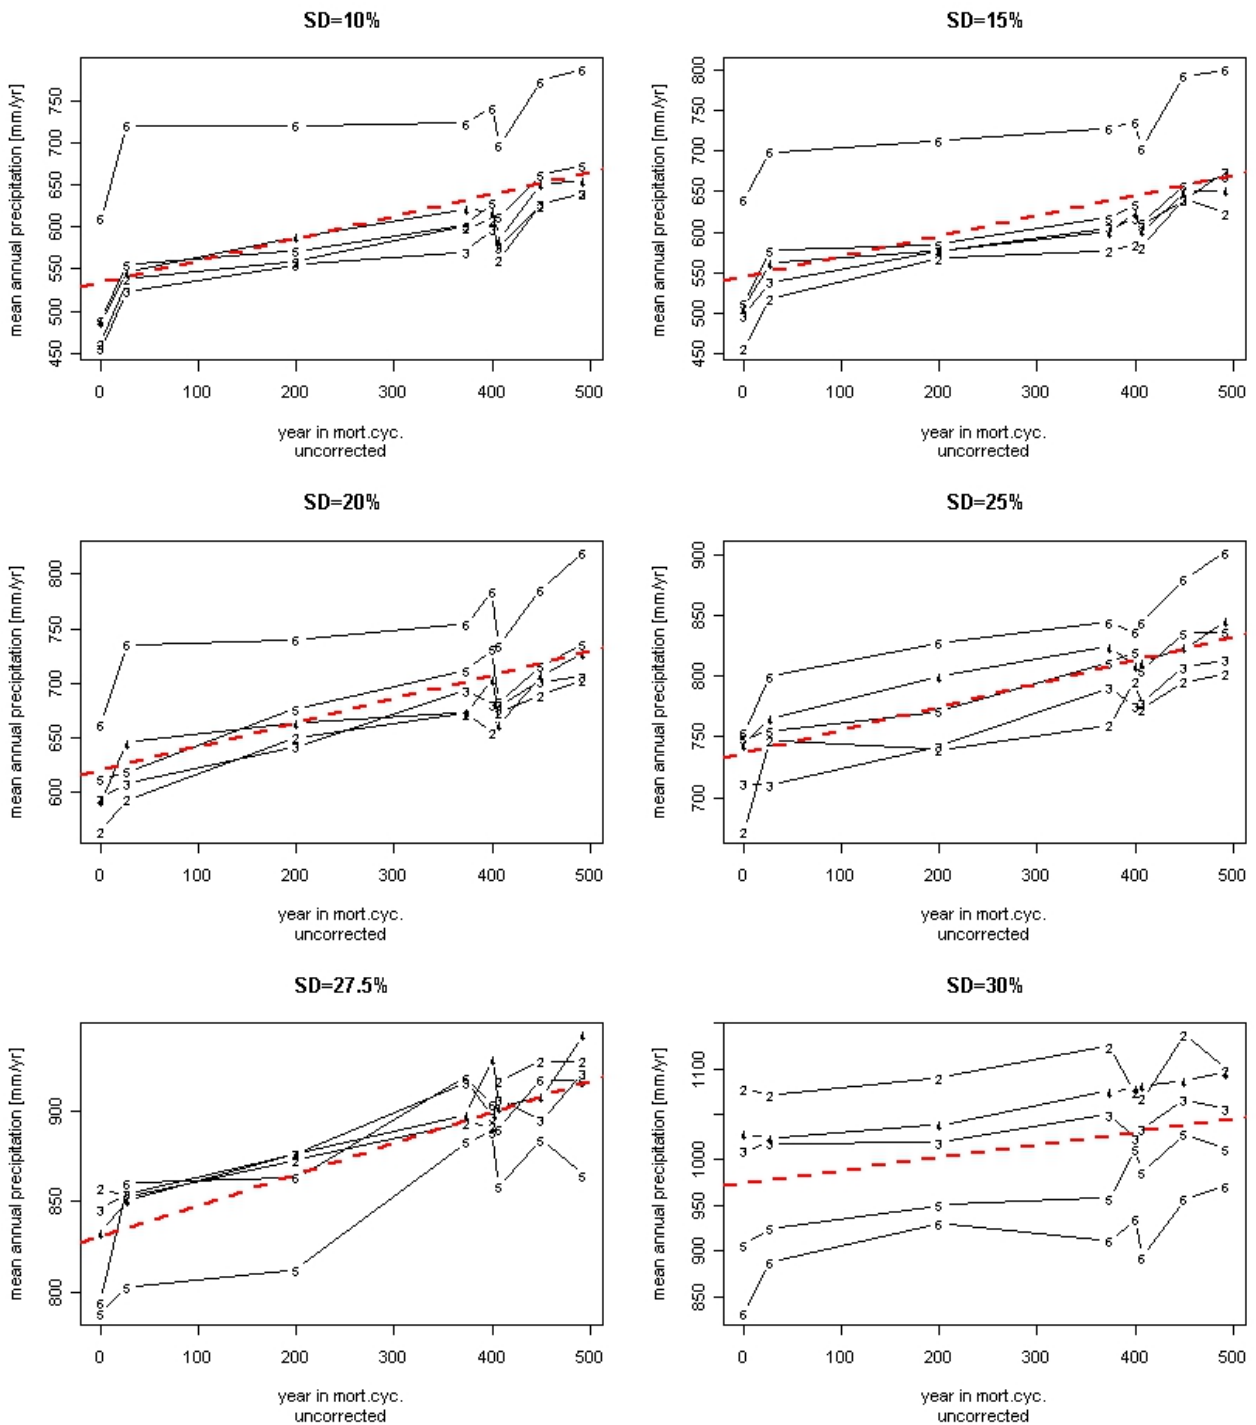 SD=10%
mean annual precipitation [mm/yr]
450 500 550 600 650 700 750
0 100 200 300 400 500
year in mort.cyc.
uncorrected
SD=15%
mean annual precipitation [mm/yr]
450 500 550 600 650 700 750 800
0 100 200 300 400 500
year in mort.cyc.
uncorrected
SD=20%
mean annual precipitation [mm/yr]
600 650 700 750 800
0 100 200 300 400 500
year in mort.cyc.
uncorrected
SD=25%
mean annual precipitation [mm/yr]
700 750 800 850 900
0 100 200 300 400 500
year in mort.cyc.
uncorrected
SD=27.5%
mean annual precipitation [mm/yr]
800 850 900
0 100 200 300 400 500
year in mort.cyc.
uncorrected
SD=30%
mean annual precipitation [mm/yr]
850 900 950 1000 1100
0 100 200 300 400 500
year in mort.cyc.
uncorrected